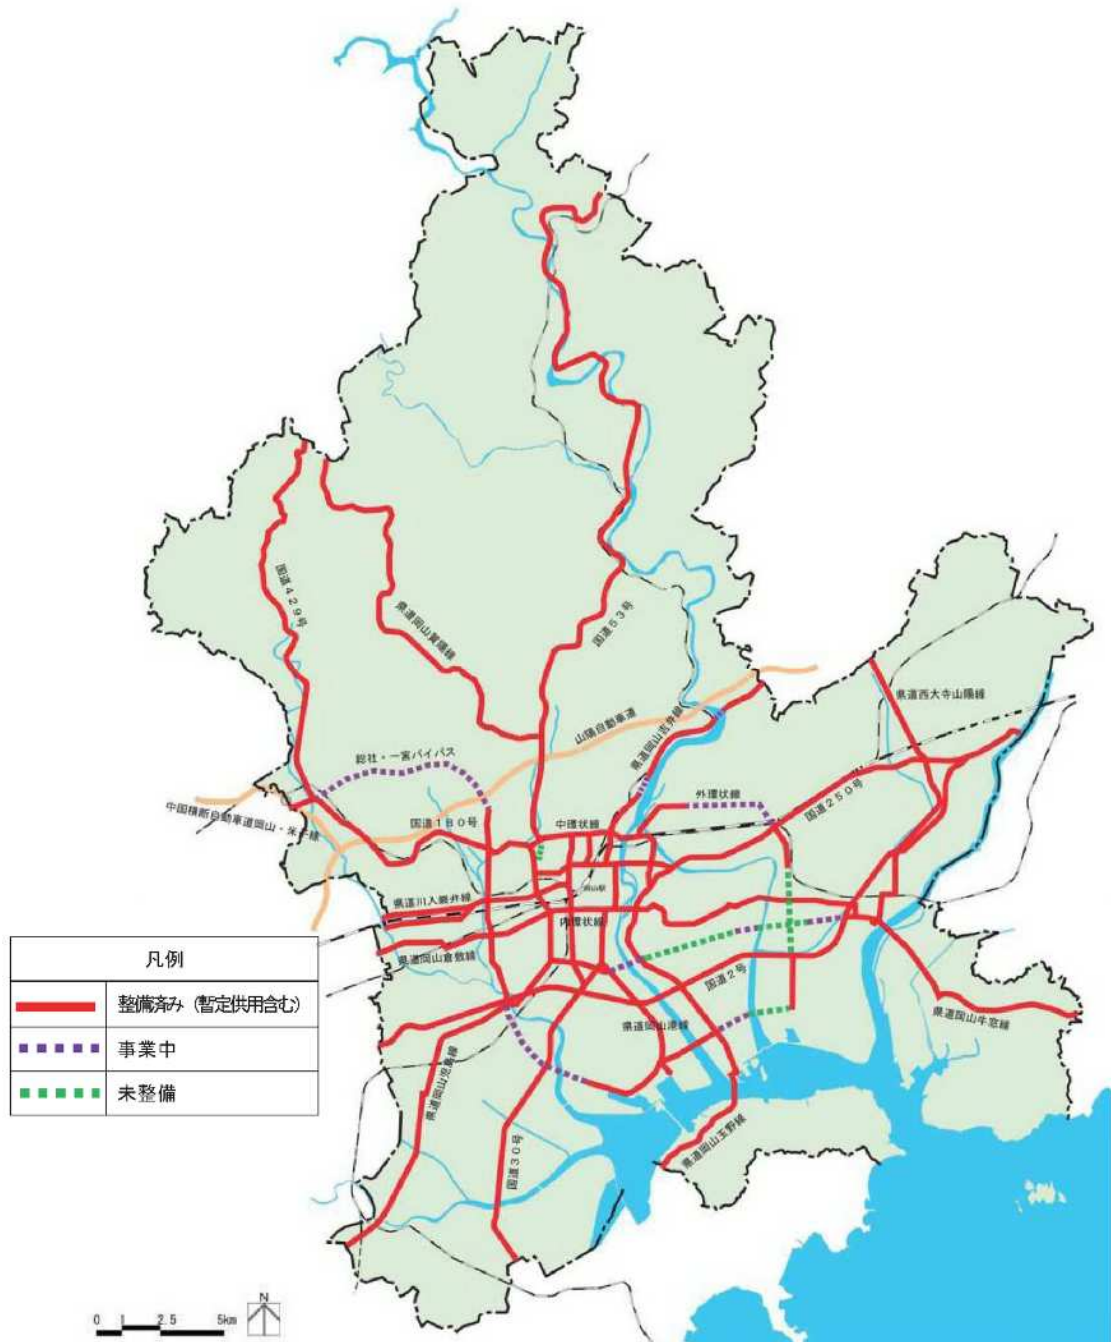 国道429号
県道岡山賀陽線
国道53号
山陽自動車道
県道岡山吉井線
県道西大寺山陽線
総社・一宮バイパス
外環状線
国道250号
中国横断自動車道岡山・米子線
国道180号
中環状線
岡山駅
県道川入巌井線
内環状線
県道岡山倉敷線
国道2号
県道岡山港線
県道岡山牛窓線
県道岡山児島線
国道30号
県道岡山玉野線
凡例
整備済み (暫定供用含む)
事業中
未整備
0 1 2.5 5km
N